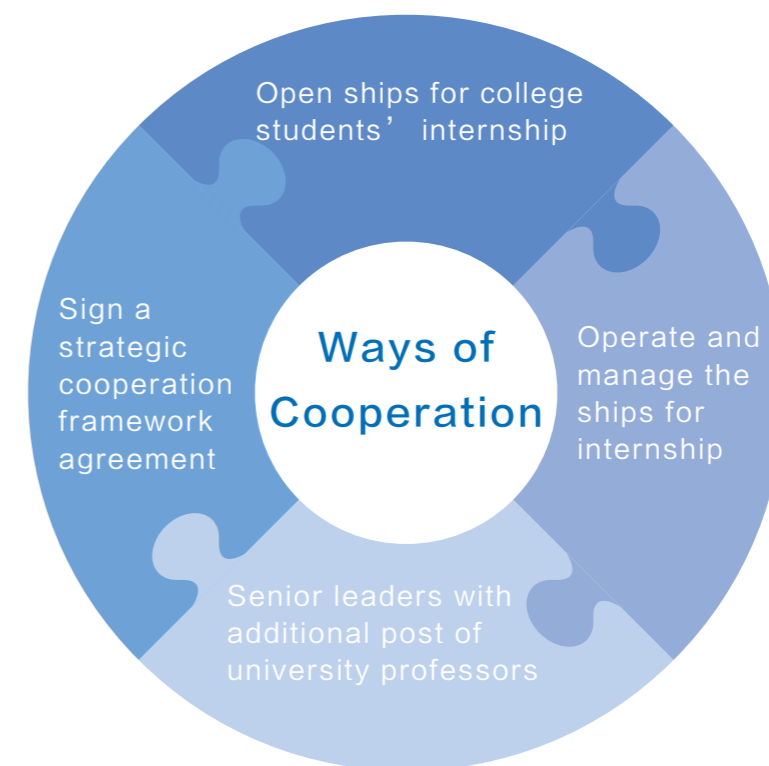 Open ships for college
students’ internship
Sign a
strategic
cooperation
framework
agreement
Ways of
Cooperation
Operate and
manage the
ships for
internship
Senior leaders with
additional post of
university professors